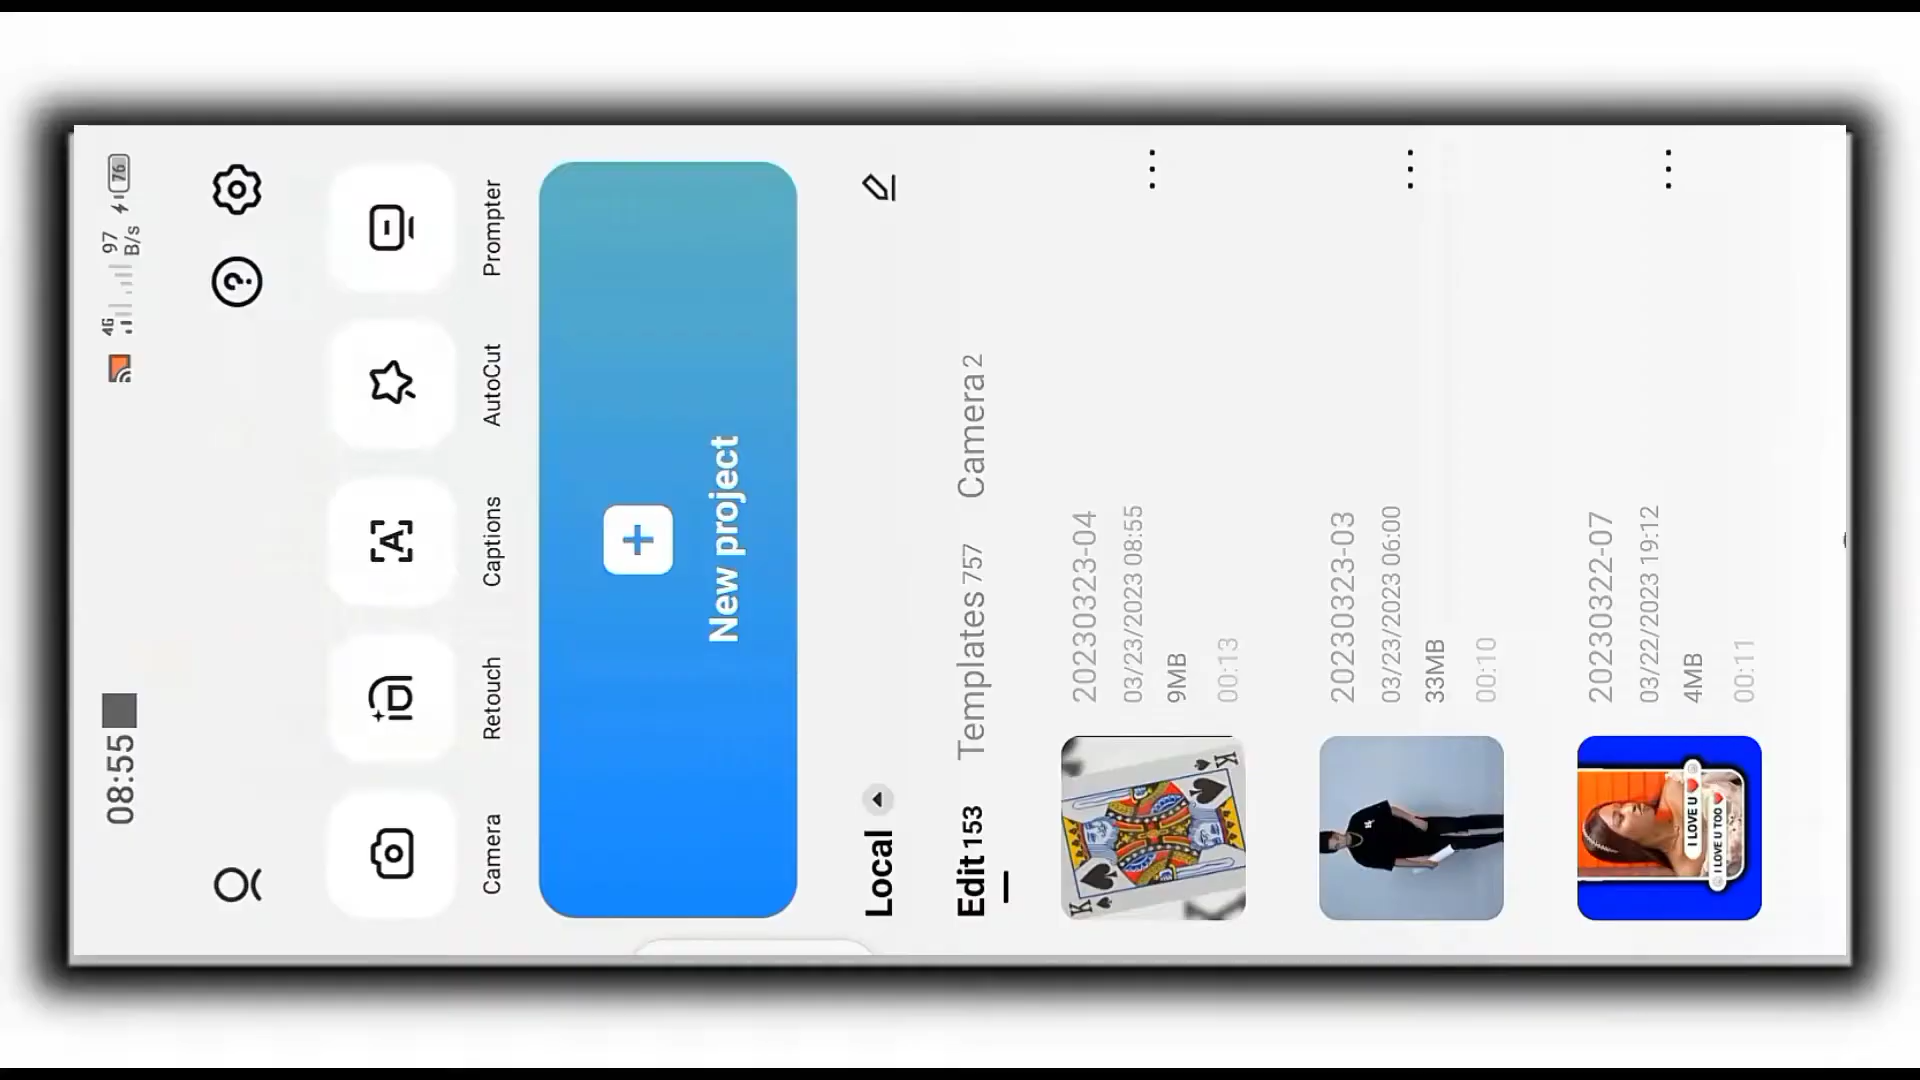 08:55
4G
97
B/s
76
Camera
Retouch
Captions
AutoCut
Prompter
New project
Local
Edit 153
Templates 757
Camera 2
20230323-04
03/23/2023 08:55
9MB
00:13
K
K
20230323-03
03/23/2023 06:00
33MB
00:10
20230322-07
03/22/2023 19:12
4MB
00:11
I LOVE U
I LOVE U TOO